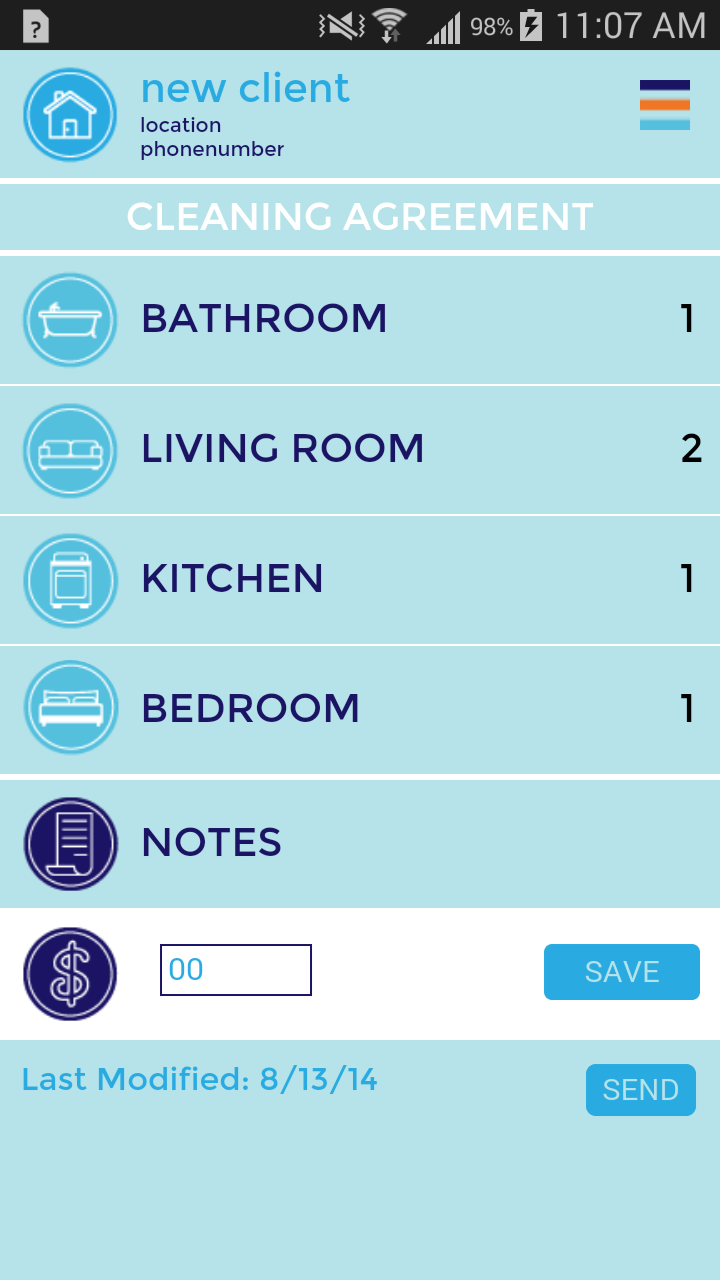 98% 11:07 AM
new client
location
phonenumber
CLEANING AGREEMENT
BATHROOM 1
LIVING ROOM 2
KITCHEN 1
BEDROOM 1
NOTES
$ 00 SAVE
Last Modified: 8/13/14
SEND